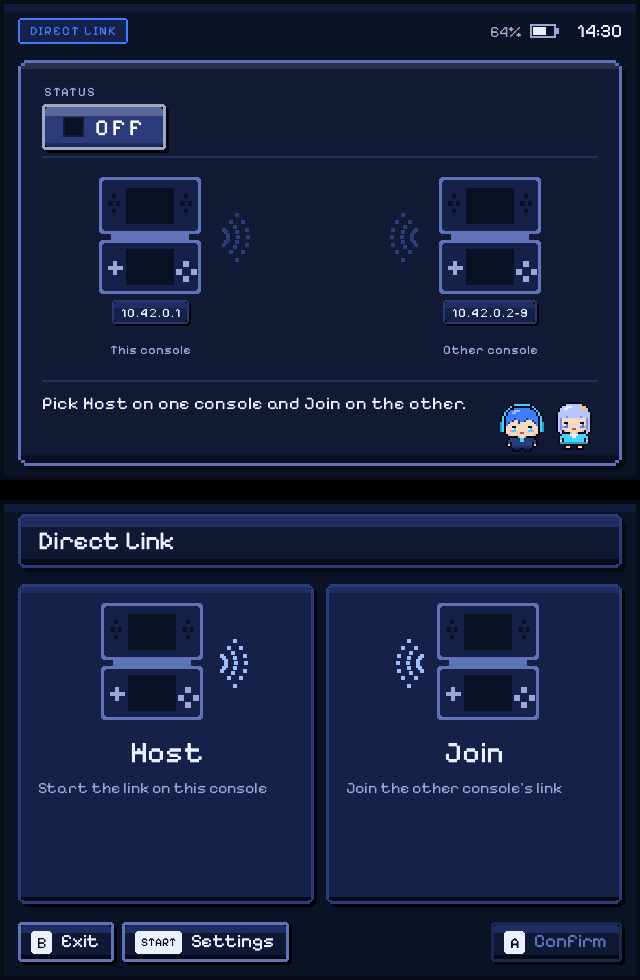 DIRECT LINK
64% 14:30
STATUS
OFF
10.42.0.1
10.42.0.2-9
This console
Other console
Pick Host on one console and Join on the other.
Direct Link
Host
Join
Start the link on this console
Join the other console's link
B Exit
START Settings
A Confirm